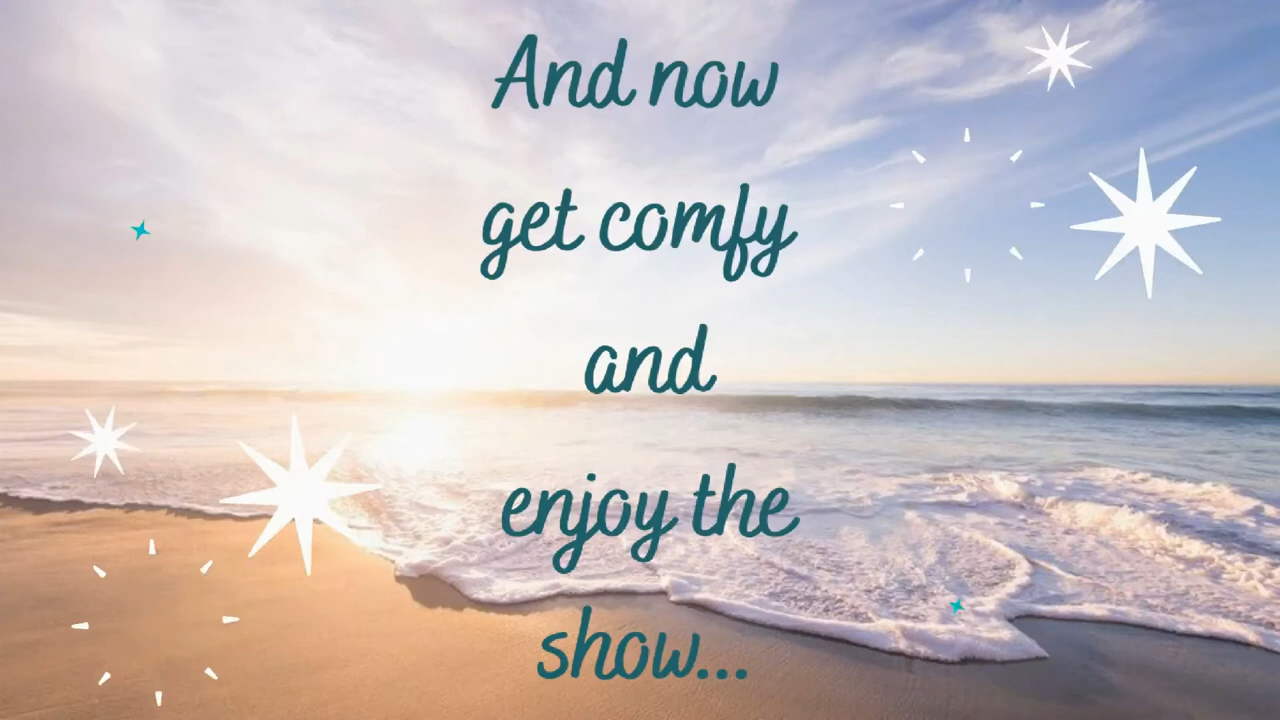 And now
get comfy
and
enjoy the
show...